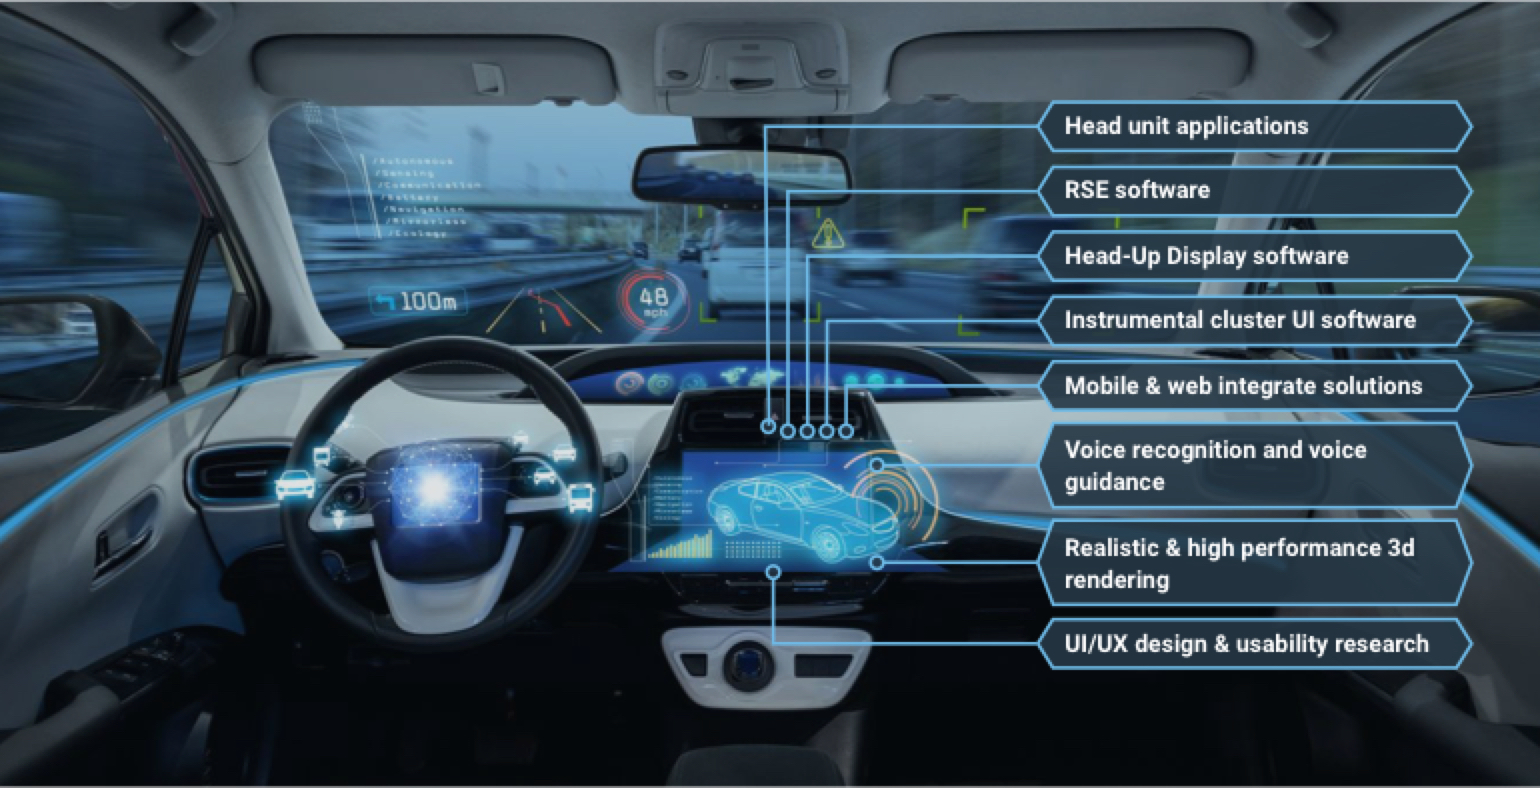 Head unit applications
RSE software
/Autonomous
/Sensing
/Communication
/Battery
/Navigation
/Mirrorless
/Ecology
Head-Up Display software
100m
48
mph
Instrumental cluster UI software
Mobile & web integrate solutions
Voice recognition and voice
guidance
Realistic & high performance 3d
rendering
UI/UX design & usability research